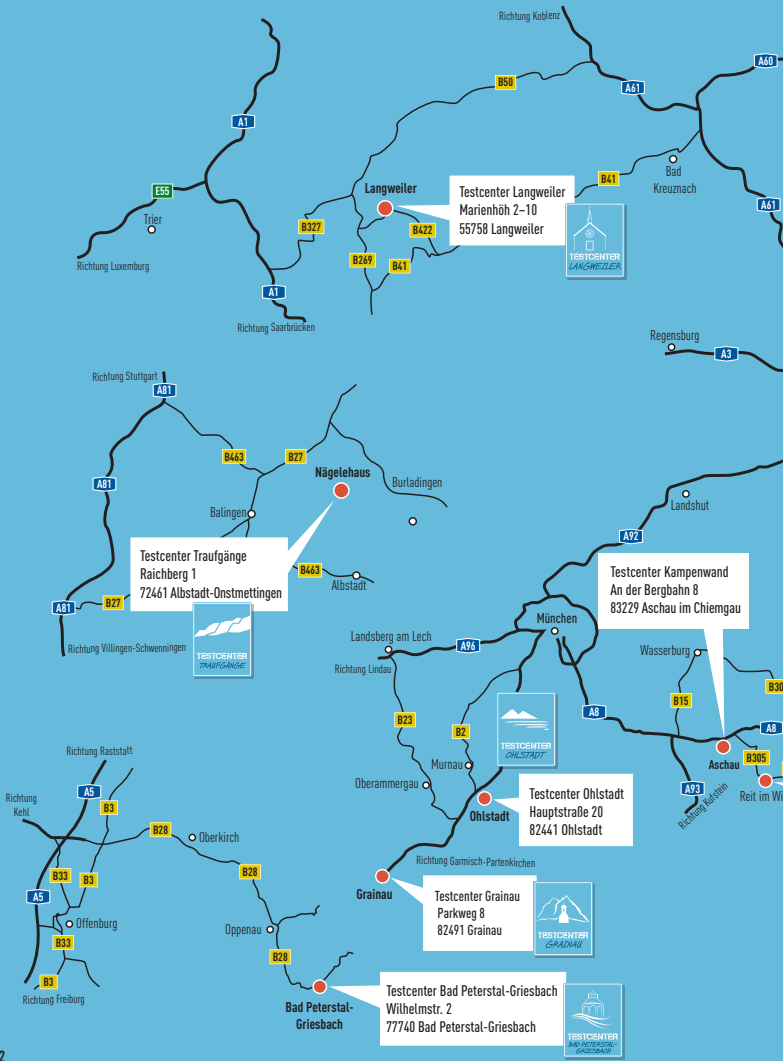 Richtung Koblenz
A60
B50
A61
A1
Bad
Kreuznach
E55
Langweiler
Testcenter Langweiler
Marienhöh 2–10
55758 Langweiler
B41
A61
Trier
B327
B422
TESTCENTER
LANGWEILER
Richtung Luxemburg
B269
B41
A1
Richtung Saarbrücken
Regensburg
A3
Richtung Stuttgart
A81
B463
B27
Nägelehaus
Burladingen
A81
Balingen
Landshut
A92
Testcenter Traufgänge
Raichberg 1
72461 Albstadt-Onstmettingen
B463
Albstadt
A81
B27
Testcenter Kampenwand
An der Bergbahn 8
83229 Aschau im Chiemgau
TESTCENTER
TRAUFGÄNGE
Richtung Villingen-Schwenningen
München
Landsberg am Lech
A96
Richtung Lindau
Wasserburg
B30
B15
B23
B2
A8
A8
TESTCENTER
OHLSTADT
Aschau
B305
Murnau
Oberammergau
A93
Richtung Kufstein
Reit im Wi
Ohlstadt
Testcenter Ohlstadt
Hauptstraße 20
82441 Ohlstadt
Richtung Raststatt
A5
B3
Richtung
Kehl
B28
Oberkirch
Richtung Garmisch-Partenkirchen
B33
B3
B28
A5
Grainau
Testcenter Grainau
Parkweg 8
82491 Grainau
TESTCENTER
GRAINAU
Offenburg
Oppenau
B33
B28
B3
Richtung Freiburg
Bad Peterstal-
Griesbach
Testcenter Bad Peterstal-Griesbach
Wilhelmstr. 2
77740 Bad Peterstal-Griesbach
TESTCENTER
BAD PETERSTAL-
GRIESBACH
2